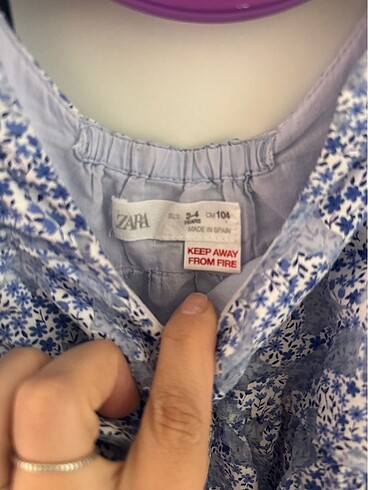 ZARA
3-4 CM 104
YEARS
MADE IN SPAIN
KEEP AWAY
FROM FIRE